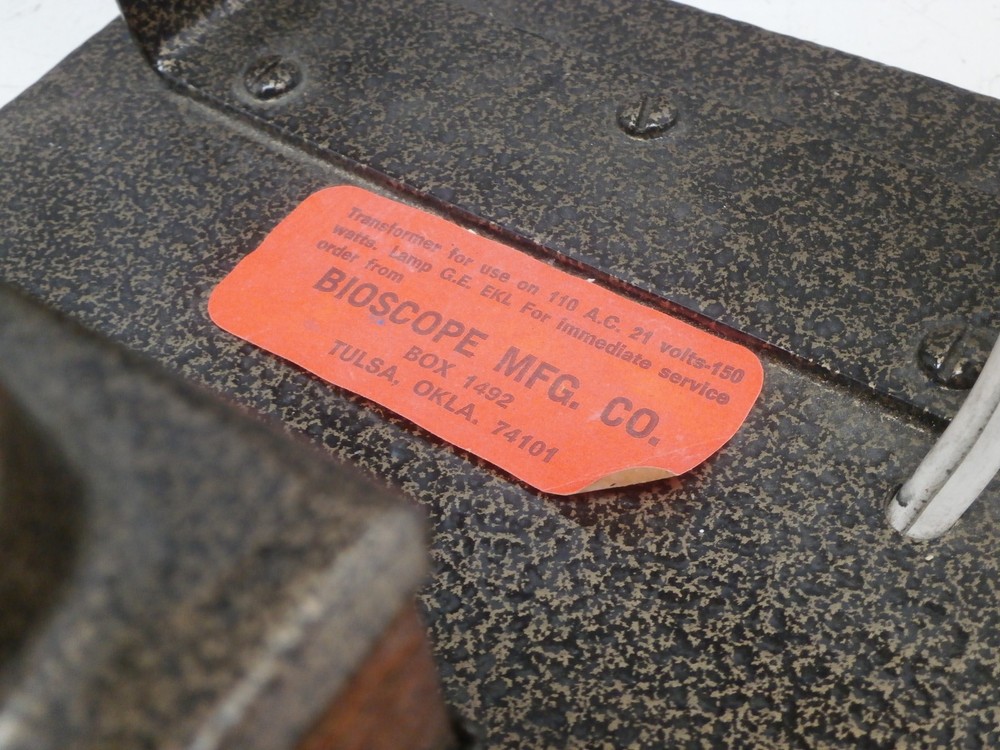 Transformer for use on 110 A.C. 21 volts-150
watts. Lamp G.E. EKL For immediate service
order from
BIOSCOPE MFG. CO.
BOX 1492
TULSA, OKLA. 74101